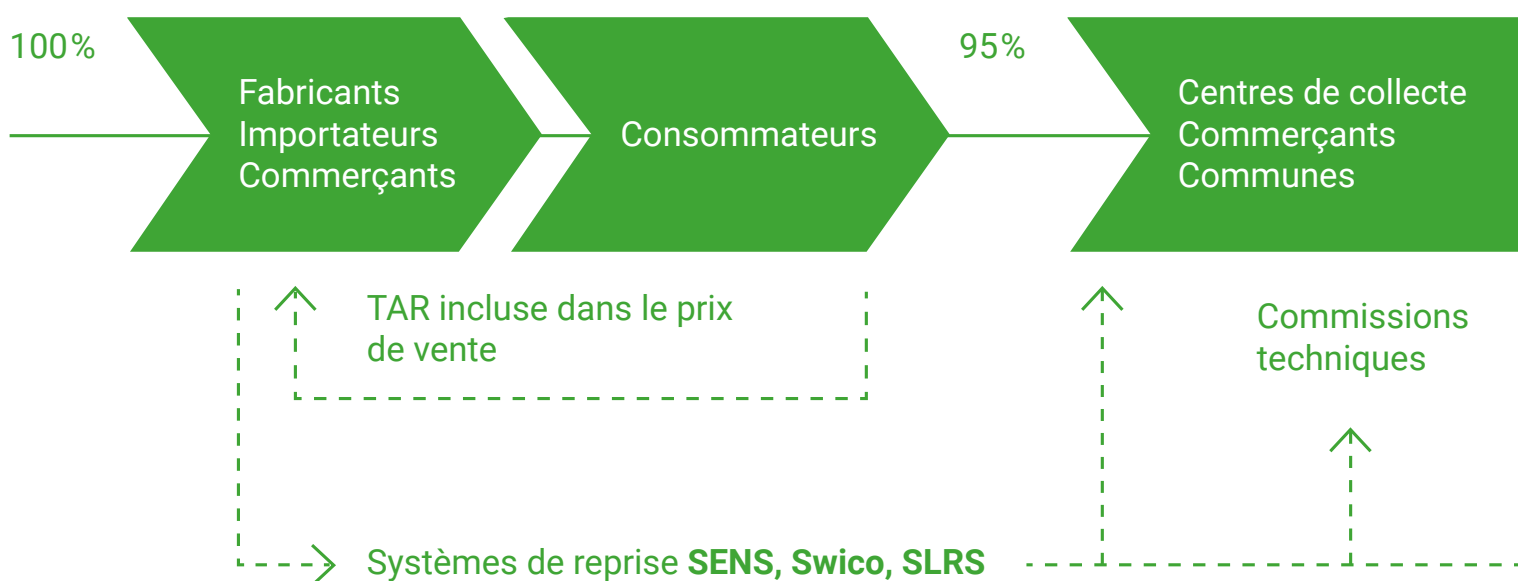 100%
Fabricants
Importateurs
Commerçants
Consommateurs
95%
Centres de collecte
Commerçants
Communes
TAR incluse dans le prix
de vente
Commissions
techniques
Systèmes de reprise SENS, Swico, SLRS